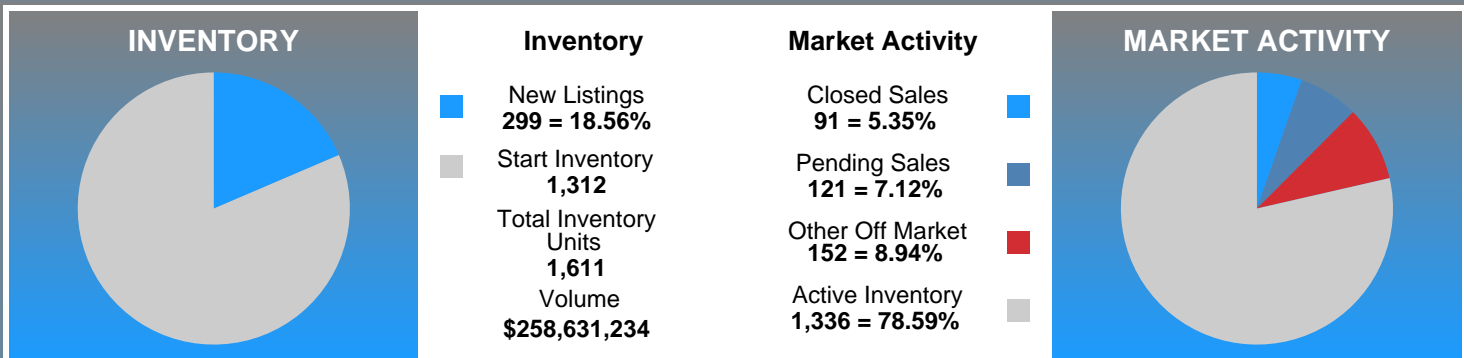 INVENTORY
Inventory
New Listings
299 = 18.56%
Start Inventory
1,312
Total Inventory
Units
1,611
Volume
$258,631,234
Market Activity
Closed Sales
91 = 5.35%
Pending Sales
121 = 7.12%
Other Off Market
152 = 8.94%
Active Inventory
1,336 = 78.59%
MARKET ACTIVITY